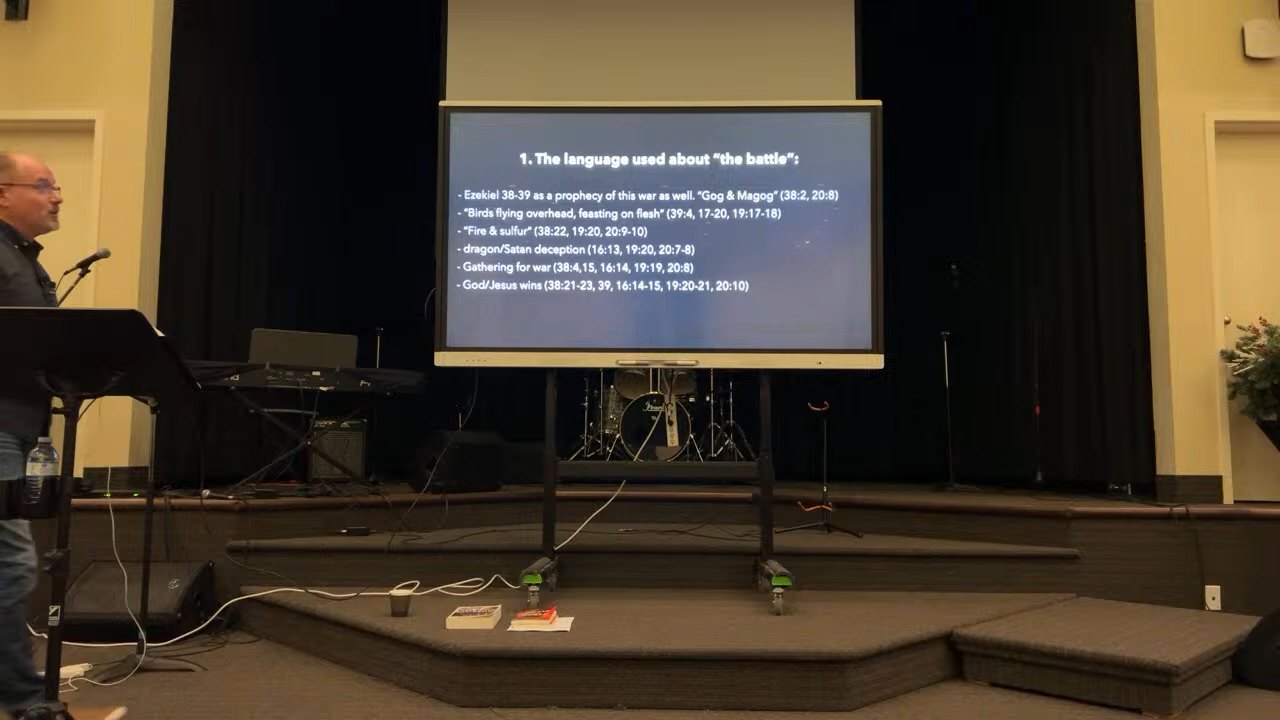 1. The language used about “the battle”:
- Ezekiel 38-39 as a prophecy of this war as well. “Gog & Magog” (38:2, 20:8)
- “Birds flying overhead, feasting on flesh” (39:4, 17-20, 19:17-18)
- “Fire & sulfur” (38:22, 19:20, 20:9-10)
- dragon/Satan deception (16:13, 19:20, 20:7-8)
- Gathering for war (38:4,15, 16:14, 19:19, 20:8)
- God/Jesus wins (38:21-23, 39, 16:14-15, 19:20-21, 20:10)